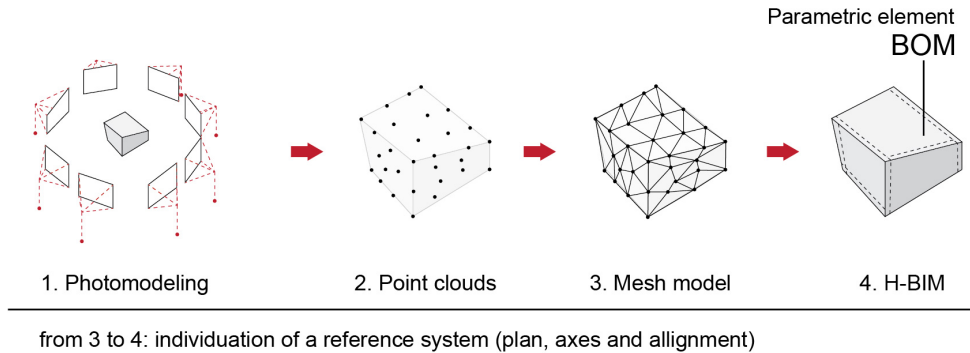 Parametric element
BOM
1. Photomodeling
2. Point clouds
3. Mesh model
4. H-BIM
from 3 to 4: individuation of a reference system (plan, axes and allignment)